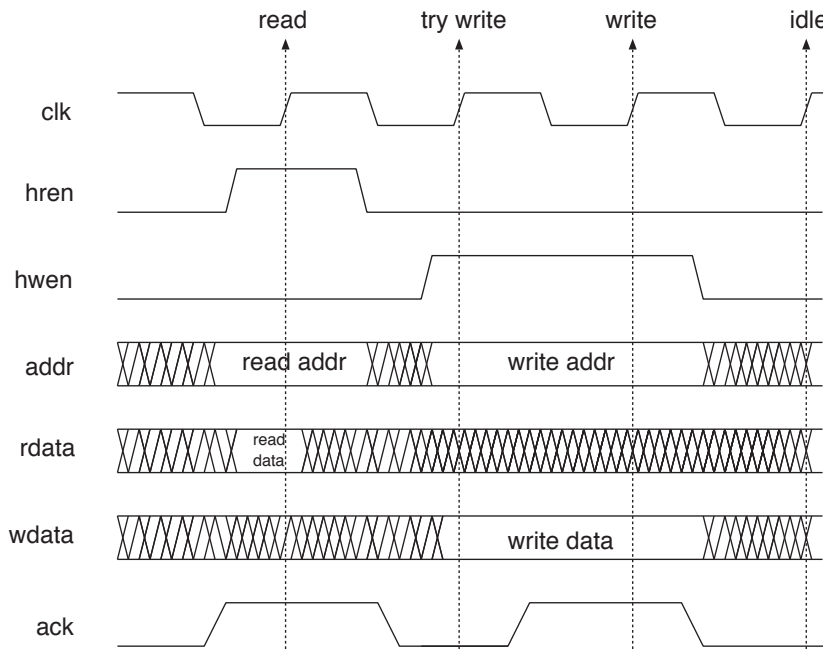 read try write write idle
clk
hren
hwen
addr read addr write addr
rdata read data
wdata write data
ack